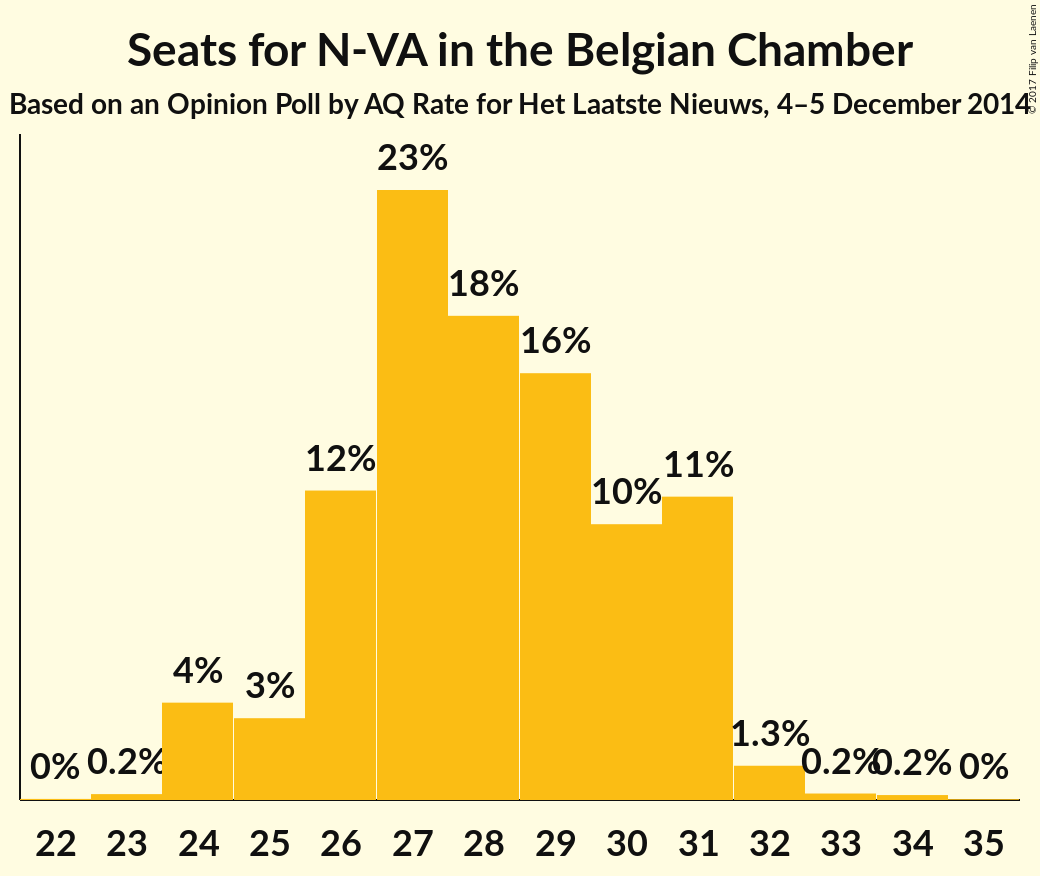 Seats for N-VA in the Belgian Chamber
Based on an Opinion Poll by AQ Rate for Het Laatste Nieuws, 4–5 December 2014
© 2017 Filip van Laenen
0% 0.2% 4% 3% 12% 23% 18% 16% 10% 11% 1.3% 0.2% 0.2% 0%
22 23 24 25 26 27 28 29 30 31 32 33 34 35